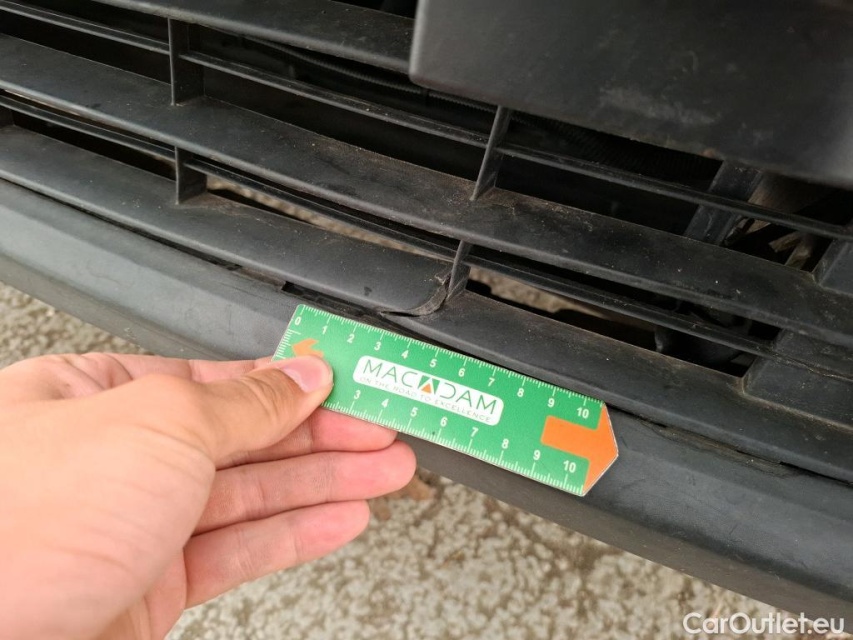 0 1 2 3 4 5 6 7 8 9 10
MACADAM
ON THE ROAD TO EXCELLENCE
3 4 5 6 7 8 9 10
CarOutlet.eu